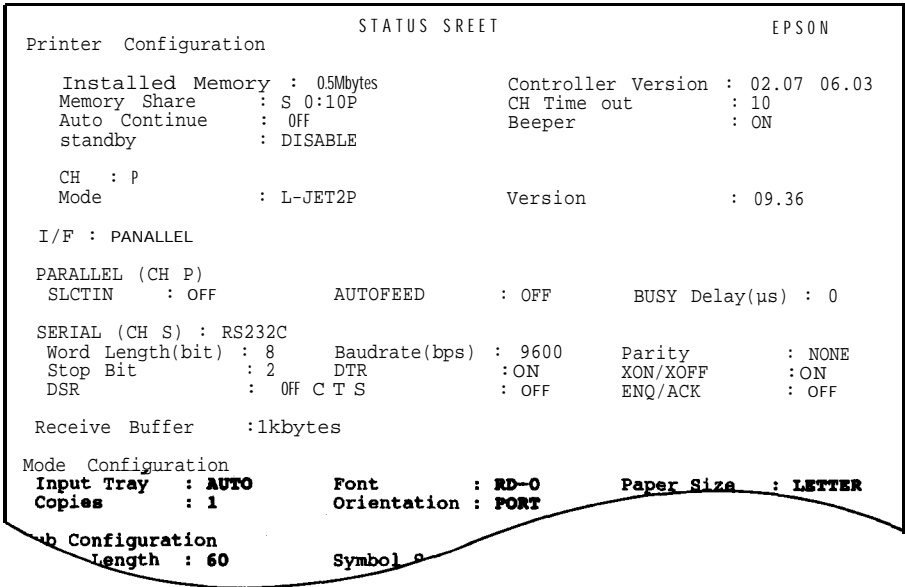 STATUS SREET EPSON
Printer Configuration
Installed Memory : 0.5Mbytes Controller Version : 02.07 06.03
Memory Share : S 0:10P CH Time out : 10
Auto Continue : OFF Beeper : ON
standby : DISABLE
CH : P
Mode : L-JET2P Version : 09.36
I/F : PANALLEL
PARALLEL (CH P)
SLCTIN : OFF AUTOFEED : OFF BUSY Delay(μs) : 0
SERIAL (CH S) : RS232C
Word Length(bit) : 8 Baudrate(bps) : 9600 Parity : NONE
Stop Bit : 2 DTR :ON XON/XOFF :ON
DSR : OFF CTS : OFF ENQ/ACK : OFF
Receive Buffer :1kbytes
Mode Configuration
Input Tray : AUTO Font : RD-0 Paper Size : LETTER
Copies : 1 Orientation : PORT
Configuration
Length : 60 Symbol